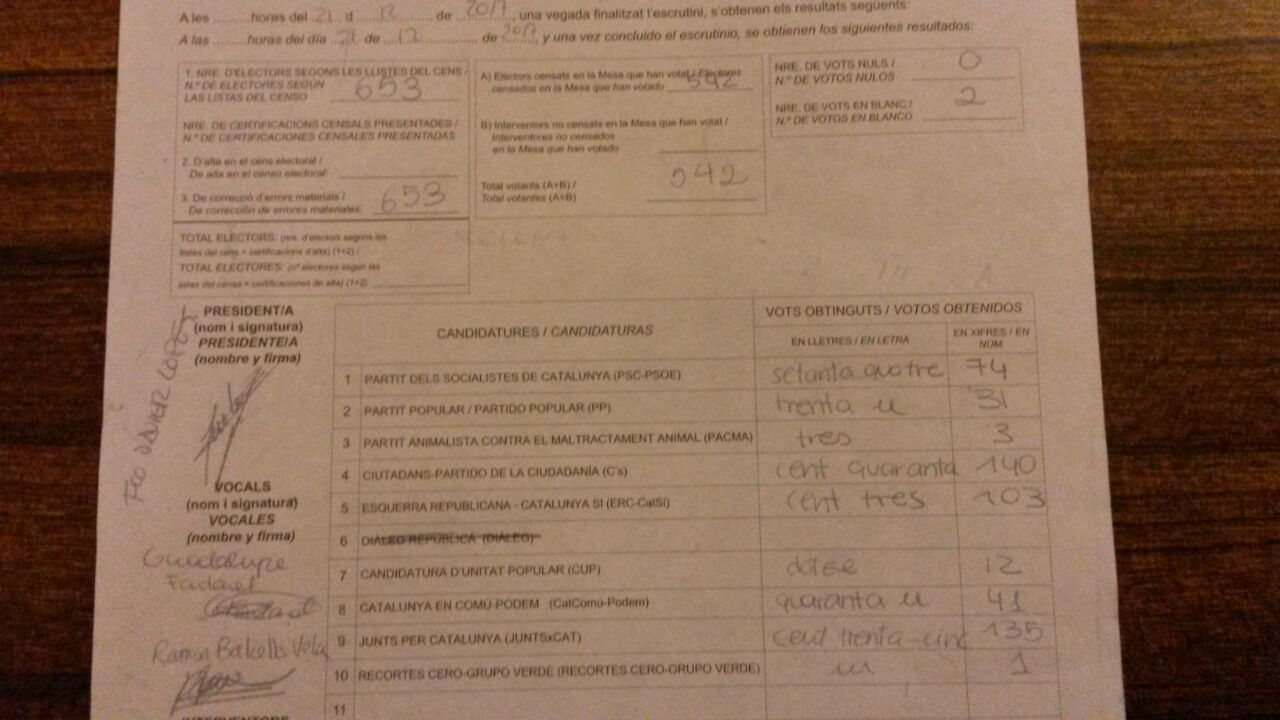 A les .........hores del 21 d 12 de 2017, una vegada finalitzat l'escrutini, s'obtenen els resultats següents:
A las .........horas del día 21 de 12 de 2017 y una vez concluido el escrutinio, se obtienen los siguientes resultados:
1. NRE. D'ELECTORS SEGONS LES LLISTES DEL CENS /
N.º DE ELECTORES SEGÚN
LAS LISTAS DEL CENSO 653
NRE. DE CERTIFICACIONS CENSALS PRESENTADES /
N.º DE CERTIFICACIONES CENSALES PRESENTADAS
2. D'alta en el cens electoral /
De alta en el censo electoral:
3. De correcció d'errors materials /
De corrección de errores materiales: 653
TOTAL ELECTORS: (nre. d'electors segons les
llistes del cens + certificacions d'alta) (1+2) /
TOTAL ELECTORES: (nº electores según las
listas del censo + certificaciones de alta) (1+2)
A) Electors censats en la Mesa que han votat / Electores
censados en la Mesa que han votado 542
B) Interventors no censats en la Mesa que han votat /
Interventores no censados
en la Mesa que han votado
Total votants (A+B) /
Total votantes (A+B) 542
NRE. DE VOTS NULS /
N.º DE VOTOS NULOS 0
NRE. DE VOTS EN BLANC /
N.º DE VOTOS EN BLANCO 2
PRESIDENT/A
(nom i signatura)
PRESIDENTE/A
(nombre y firma)
VOCALS
(nom i signatura)
VOCALES
(nombre y firma)
Guadalupe
Ramon Balcells Vela
CANDIDATURES / CANDIDATURAS
VOTS OBTINGUTS / VOTOS OBTENIDOS
EN LLETRES / EN LETRA
EN XIFRES / EN
NÚM.
1 PARTIT DELS SOCIALISTES DE CATALUNYA (PSC-PSOE) setanta quatre 74
2 PARTIT POPULAR / PARTIDO POPULAR (PP) trenta u 31
3 PARTIT ANIMALISTA CONTRA EL MALTRACTAMENT ANIMAL (PACMA) tres 3
4 CIUTADANS-PARTIDO DE LA CIUDADANÍA (C's) cent quaranta 140
5 ESQUERRA REPUBLICANA - CATALUNYA SI (ERC-CatSí) cent tres 103
6 DIÀLEG REPÚBLICA (DIÀLEG)
7 CANDIDATURA D'UNITAT POPULAR (CUP) dotze 12
8 CATALUNYA EN COMÚ-PODEM (CatComú-Podem) quaranta u 41
9 JUNTS PER CATALUNYA (JUNTSxCAT) cent trenta-cinc 135
10 RECORTES CERO-GRUPO VERDE (RECORTES CERO-GRUPO VERDE) un 1
11